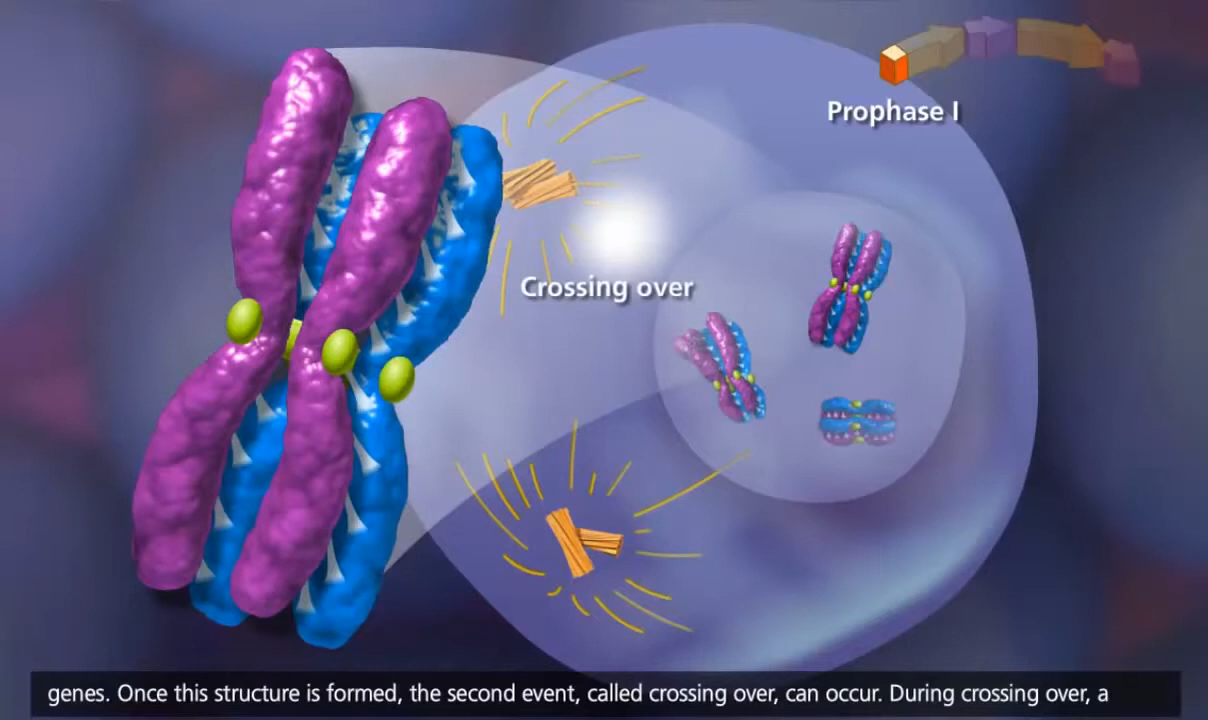 Prophase I
Crossing over
genes. Once this structure is formed, the second event, called crossing over, can occur. During crossing over, a